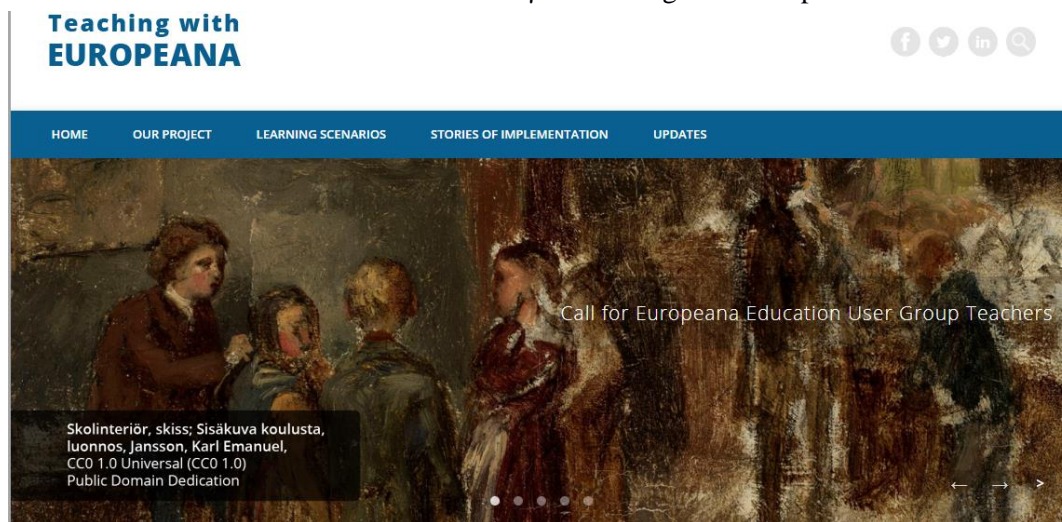 Teaching with
EUROPEANA
HOME OUR PROJECT LEARNING SCENARIOS STORIES OF IMPLEMENTATION UPDATES
Call for Europeana Education User Group Teachers
Skolinteriör, skiss; Sisäkuva koulusta,
luonnos, Jansson, Karl Emanuel,
CC0 1.0 Universal (CC0 1.0)
Public Domain Dedication
← → >